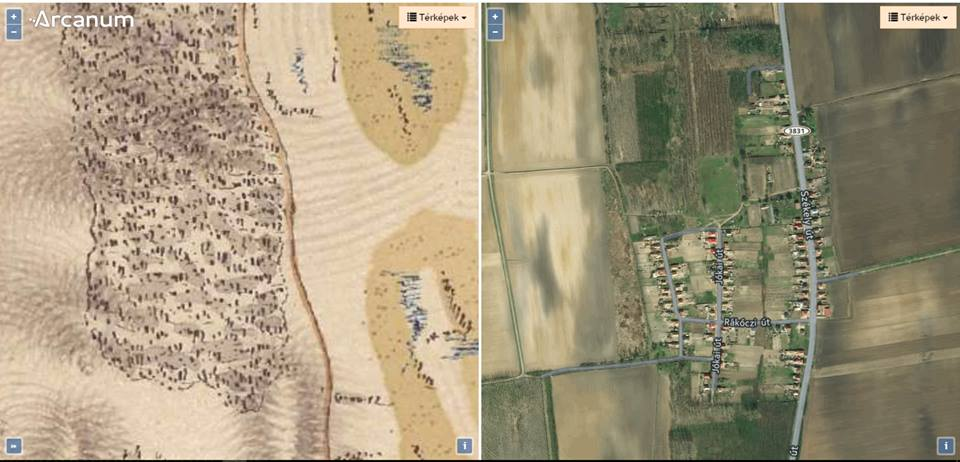 Arcanum
Térképek
Térképek
3831
Székely út
Jókai út
Rákóczi út
Jókai út
út